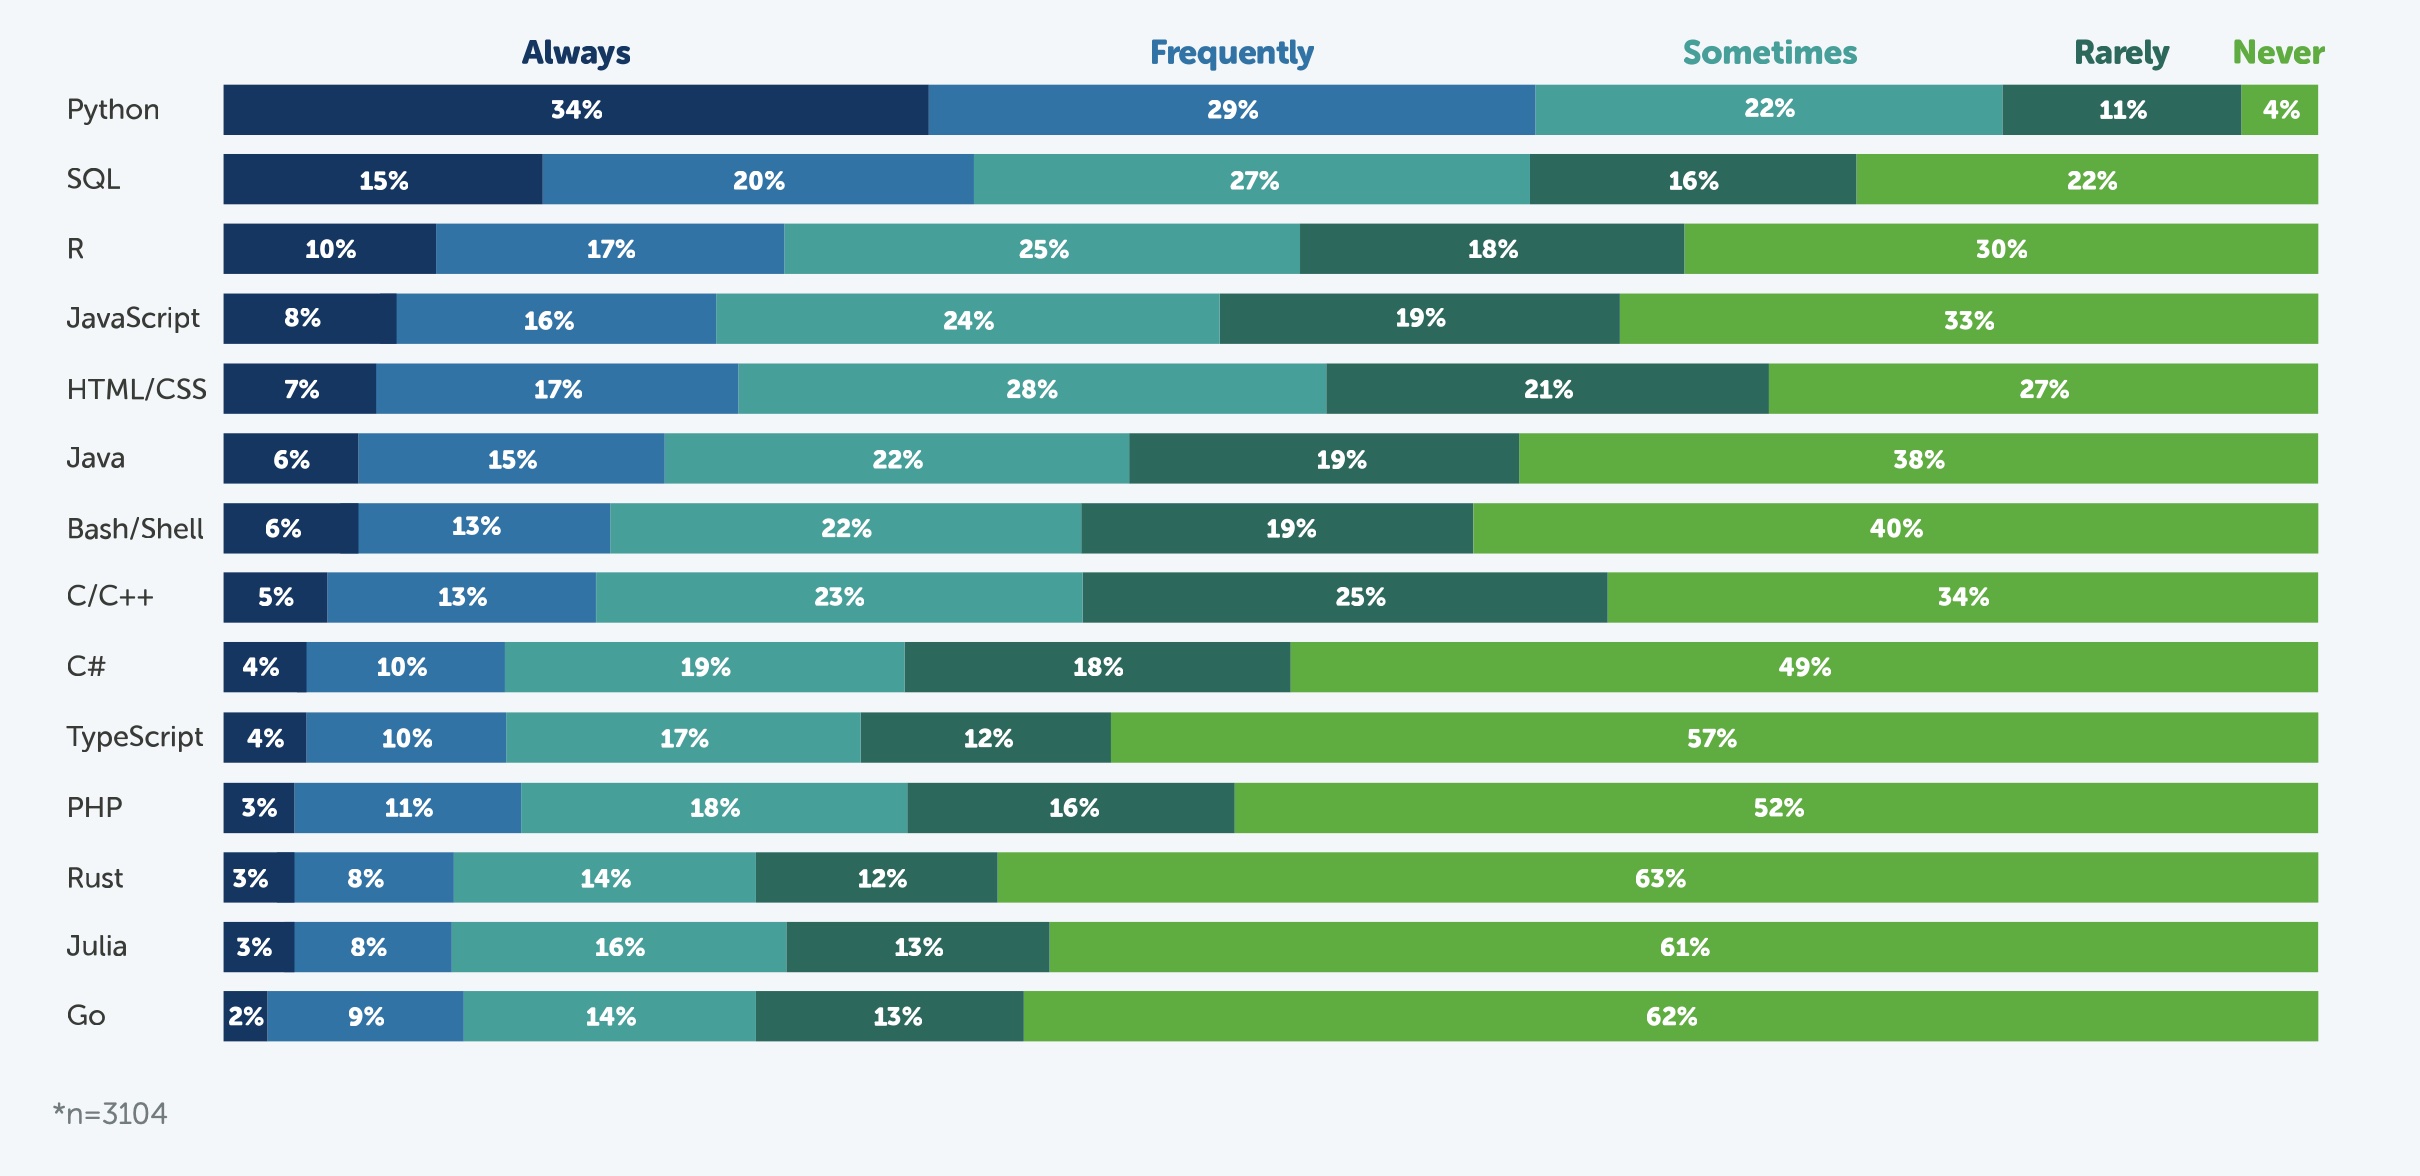 Always Frequently Sometimes Rarely Never
Python 34% 29% 22% 11% 4%
SQL 15% 20% 27% 16% 22%
R 10% 17% 25% 18% 30%
JavaScript 8% 16% 24% 19% 33%
HTML/CSS 7% 17% 28% 21% 27%
Java 6% 15% 22% 19% 38%
Bash/Shell 6% 13% 22% 19% 40%
C/C++ 5% 13% 23% 25% 34%
C# 4% 10% 19% 18% 49%
TypeScript 4% 10% 17% 12% 57%
PHP 3% 11% 18% 16% 52%
Rust 3% 8% 14% 12% 63%
Julia 3% 8% 16% 13% 61%
Go 2% 9% 14% 13% 62%
*n=3104